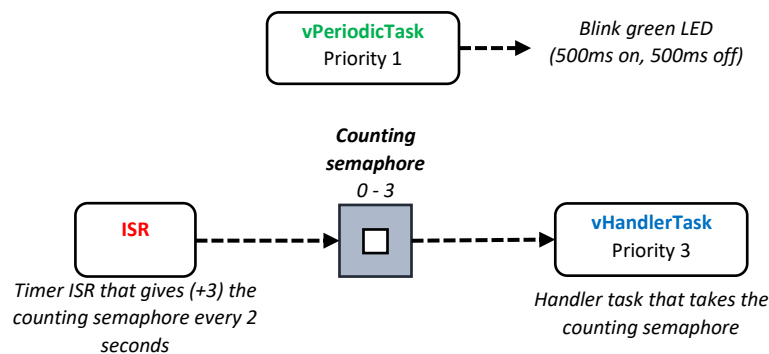 vPeriodicTask
Priority 1
Blink green LED
(500ms on, 500ms off)
Counting
semaphore
0 - 3
ISR
vHandlerTask
Priority 3
Timer ISR that gives (+3) the
counting semaphore every 2
seconds
Handler task that takes the
counting semaphore